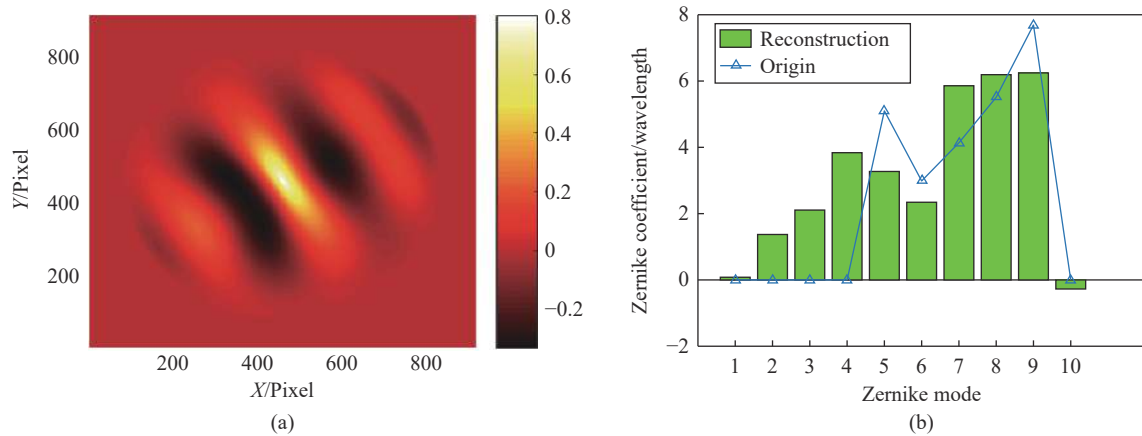 800
600
400
200
Y/Pixel
200 400 600 800
X/Pixel
(a)
0.8
0.6
0.4
0.2
0
−0.2
8
6
4
2
0
−2
Zernike coefficient/wavelength
Reconstruction
Origin
1 2 3 4 5 6 7 8 9 10
Zernike mode
(b)